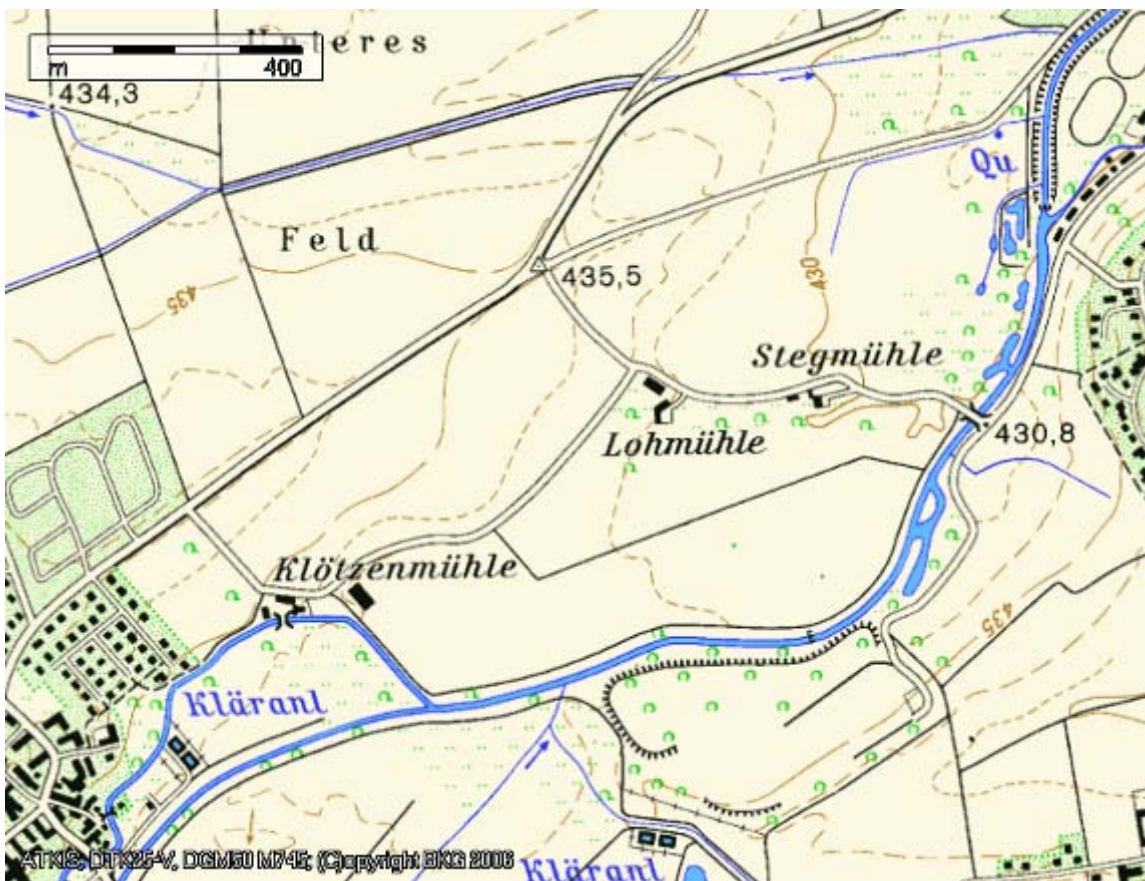 Unteres
m 400
434,3
Qu
Feld
435,5
430
435
Stegmühle
Lohmühle
430,8
Klötzenmühle
435
Kläranl
ATKIS, DTK25-V, DGM50 M745; (C)opyright BKG 2006
Kläranl